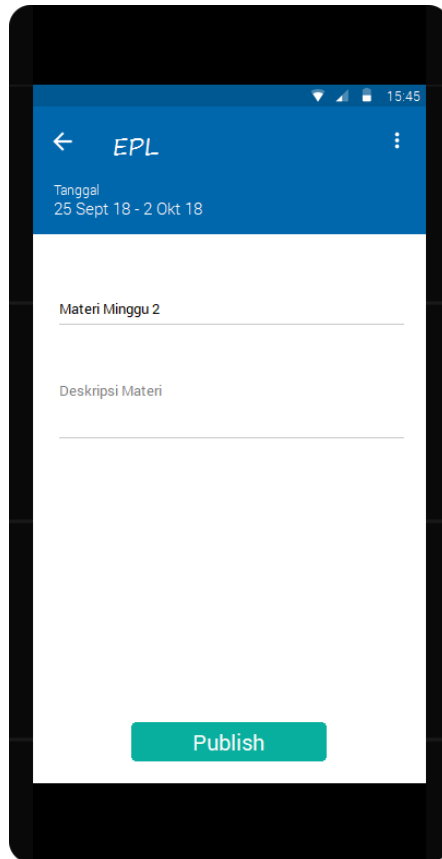 15:45
EPL
Tanggal
25 Sept 18 - 2 Okt 18
Materi Minggu 2
Deskripsi Materi
Publish